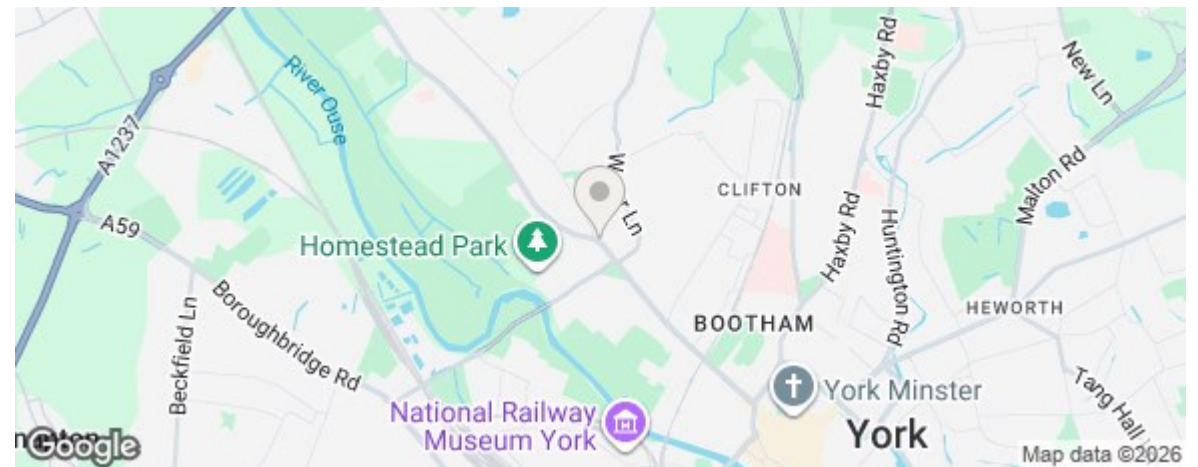 River Ouse
A1237
A59
Boroughbridge Rd
Beckfield Ln
Homestead Park
CLIFTON
Haxby Rd
Haxby Rd
Huntington Rd
New Ln
Malton Rd
HEWORTH
BOOTHAM
York Minster
National Railway
Museum York
York
Tang Hall
Google
Map data ©2026